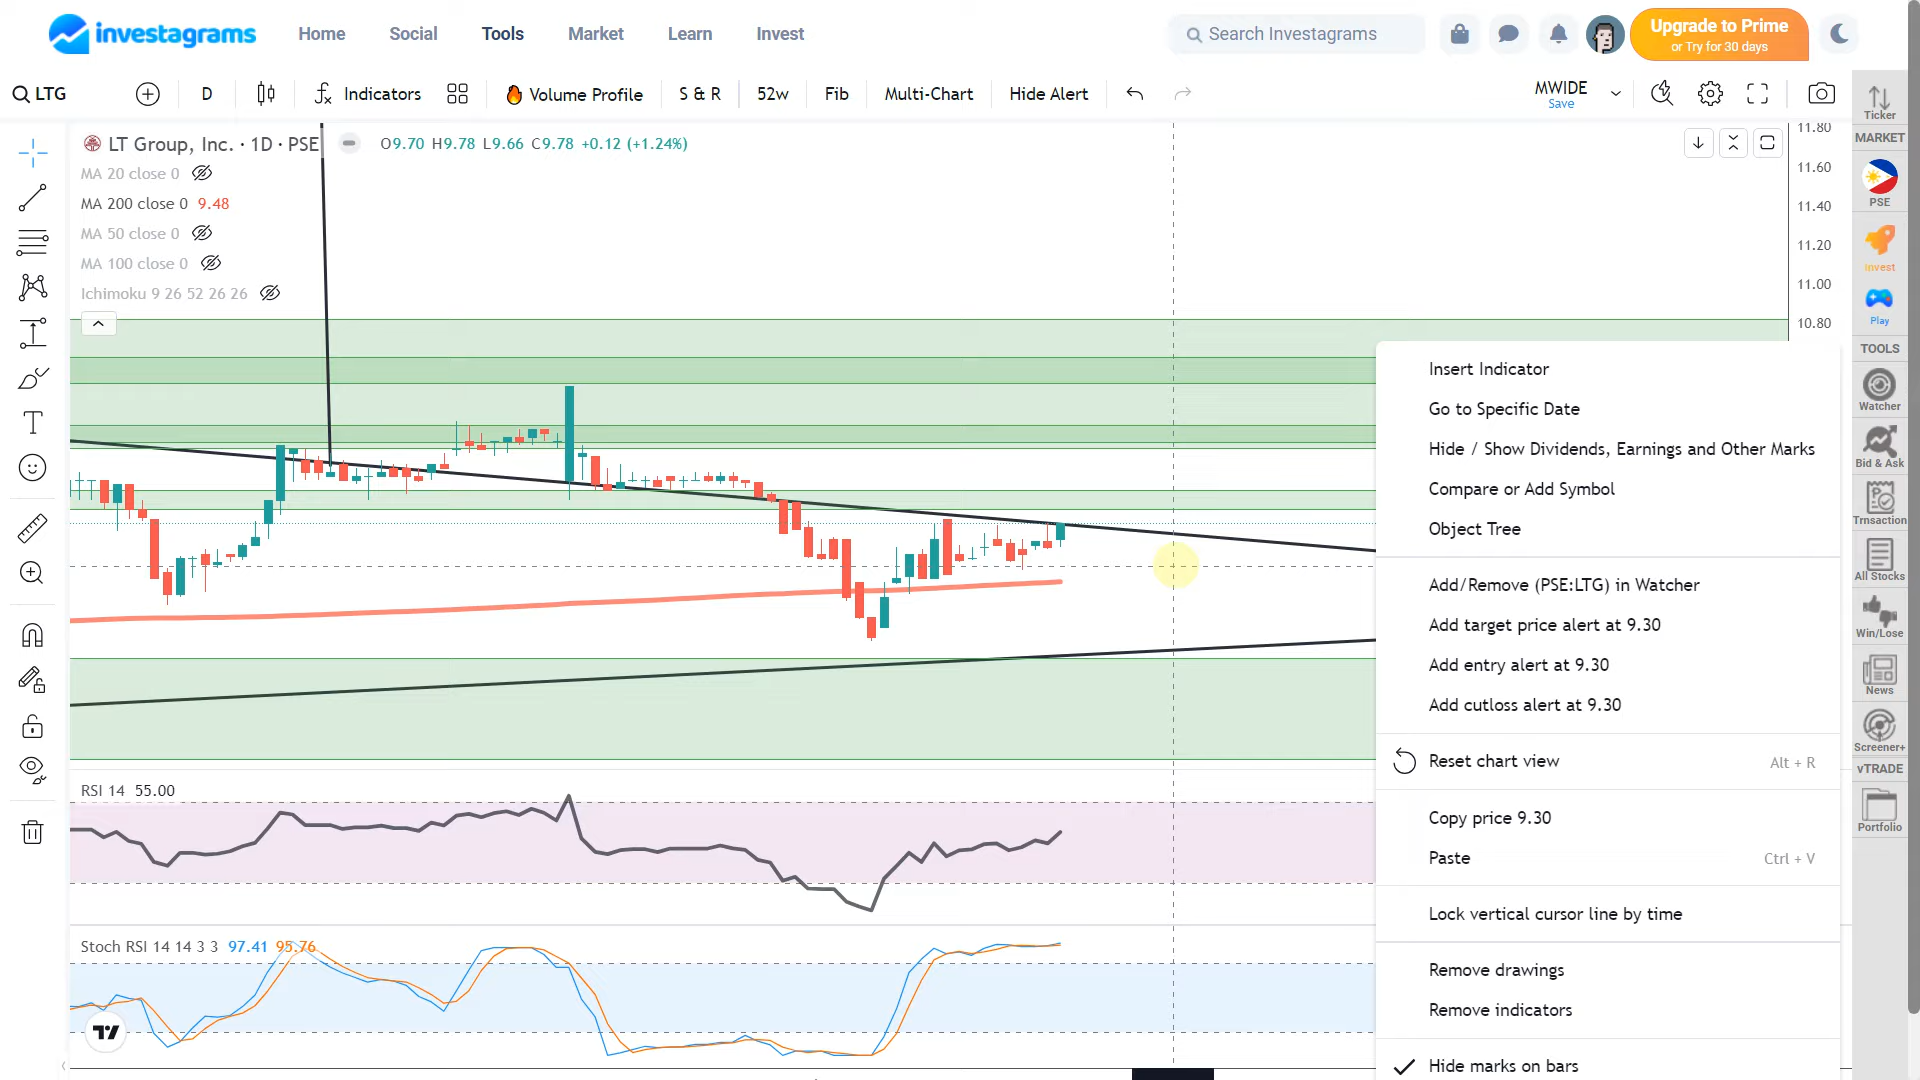 investagrams
Home
Social
Tools
Market
Learn
Invest
Search Investagrams
Upgrade to Prime
or Try for 30 days
LTG
D
Indicators
Volume Profile
S & R
52w
Fib
Multi-Chart
Hide Alert
MWIDE
Save
LT Group, Inc. · 1D · PSE
O9.70 H9.78 L9.66 C9.78 +0.12 (+1.24%)
MA 20 close 0
MA 200 close 0 9.48
MA 50 close 0
MA 100 close 0
Ichimoku 9 26 52 26 26
11.80
11.60
11.40
11.20
11.00
10.80
Insert Indicator
Go to Specific Date
Hide / Show Dividends, Earnings and Other Marks
Compare or Add Symbol
Object Tree
Add/Remove (PSE:LTG) in Watcher
Add target price alert at 9.30
Add entry alert at 9.30
Add cutloss alert at 9.30
Reset chart view Alt + R
Copy price 9.30
Paste Ctrl + V
Lock vertical cursor line by time
Remove drawings
Remove indicators
Hide marks on bars
RSI 14 55.00
Stoch RSI 14 14 3 3 97.41 95.76
Ticker
MARKET
PSE
Invest
Play
TOOLS
Watcher
Bid & Ask
Trnsaction
All Stocks
Win/Lose
News
Screener+
vTRADE
Portfolio